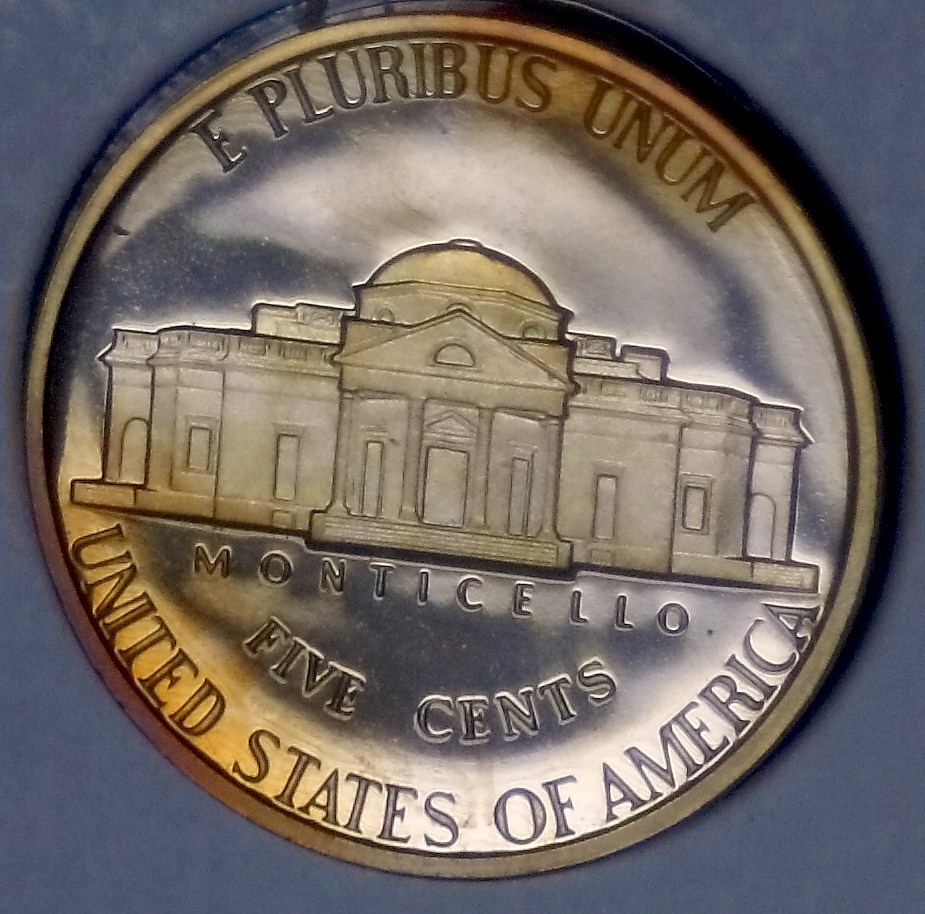 E PLURIBUS UNUM
MONTICELLO
FIVE CENTS
UNITED STATES OF AMERICA